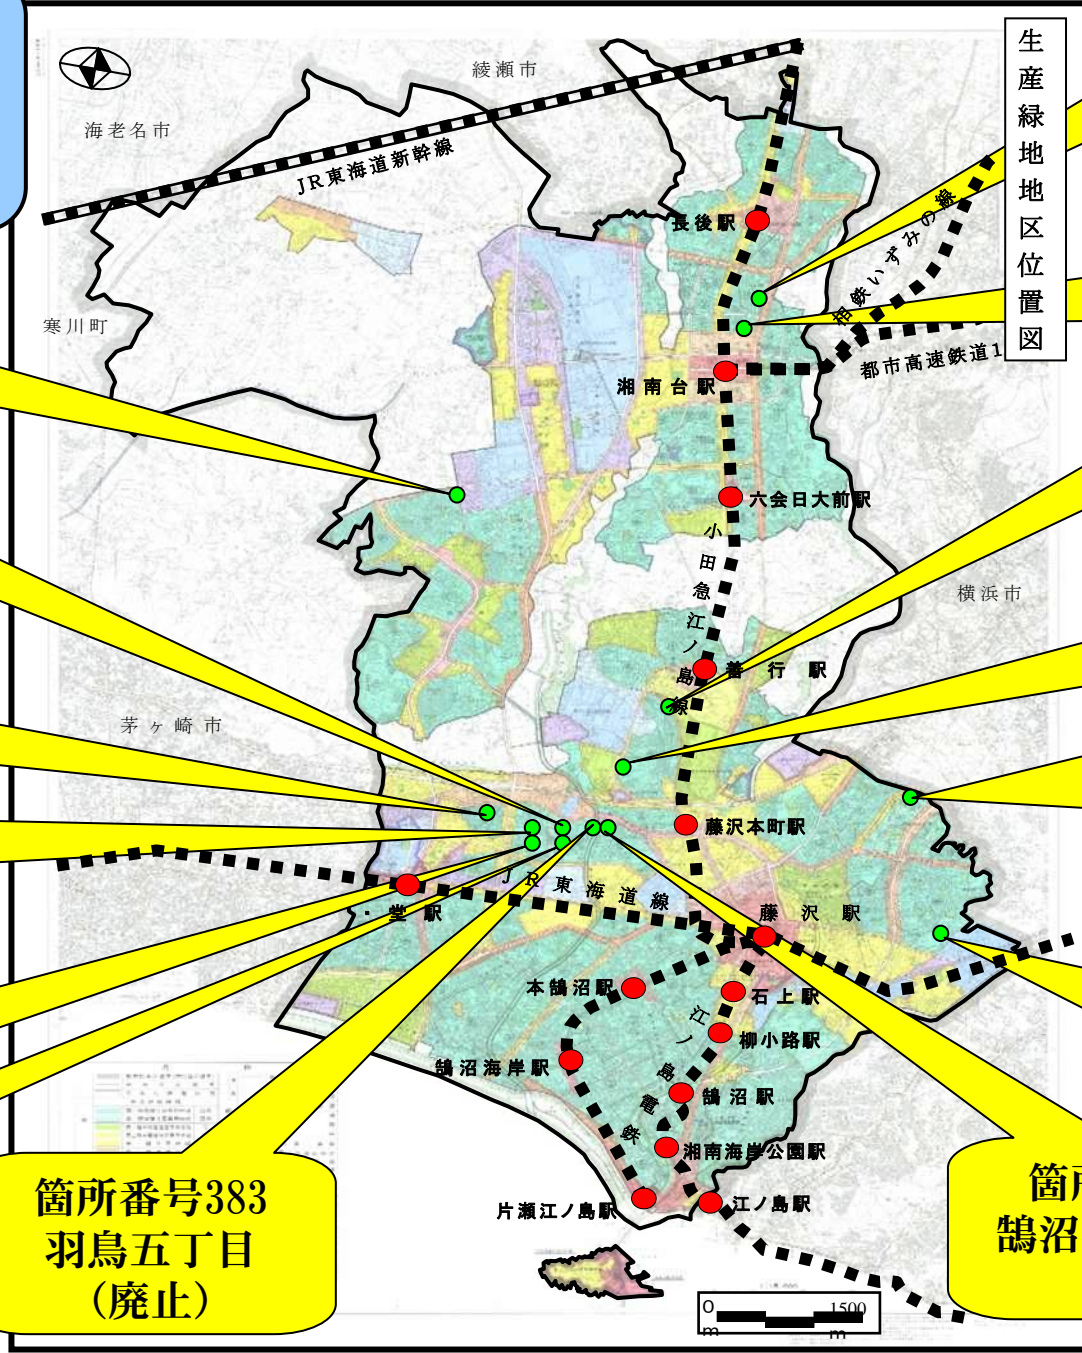 生産緑地地区位置図
綾瀬市
海老名市
JR東海道新幹線
寒川町
長後駅
相鉄いずみの線
都市高速鉄道1
湘南台駅
六会日大前駅
小田急江ノ島線
横浜市
善行駅
茅ヶ崎市
藤沢本町駅
JR東海道線
堂駅
藤沢駅
本鵠沼駅
石上駅
江ノ島電鉄
柳小路駅
鵠沼海岸駅
鵠沼駅
湘南海岸公園駅
片瀬江ノ島駅
江ノ島駅
箇所番号383
羽鳥五丁目
（廃止）
箇所
鵠沼
0m
1500m